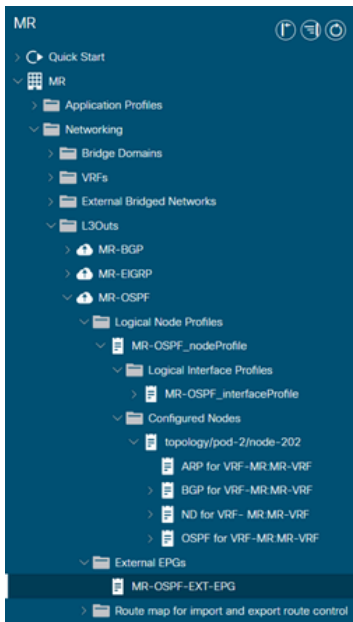 MR
Quick Start
MR
Application Profiles
Networking
Bridge Domains
VRFs
External Bridged Networks
L3Outs
MR-BGP
MR-EIGRP
MR-OSPF
Logical Node Profiles
MR-OSPF_nodeProfile
Logical Interface Profiles
MR-OSPF_interfaceProfile
Configured Nodes
topology/pod-2/node-202
ARP for VRF-MR:MR-VRF
BGP for VRF-MR:MR-VRF
ND for VRF- MR:MR-VRF
OSPF for VRF-MR:MR-VRF
External EPGs
MR-OSPF-EXT-EPG
Route map for import and export route control